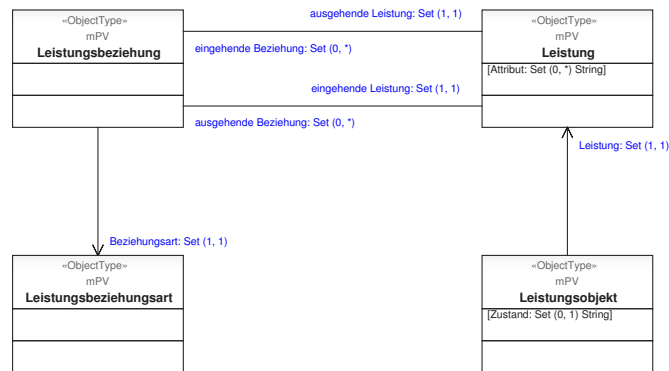 «ObjectType»
mPV
Leistungsbeziehung
ausgehende Leistung: Set (1, 1)
eingehende Beziehung: Set (0, *)
eingehende Leistung: Set (1, 1)
ausgehende Beziehung: Set (0, *)
«ObjectType»
mPV
Leistung
[Attribut: Set (0, *) String]
Leistung: Set (1, 1)
Beziehungsart: Set (1, 1)
«ObjectType»
mPV
Leistungsbeziehungsart
«ObjectType»
mPV
Leistungsobjekt
[Zustand: Set (0, 1) String]